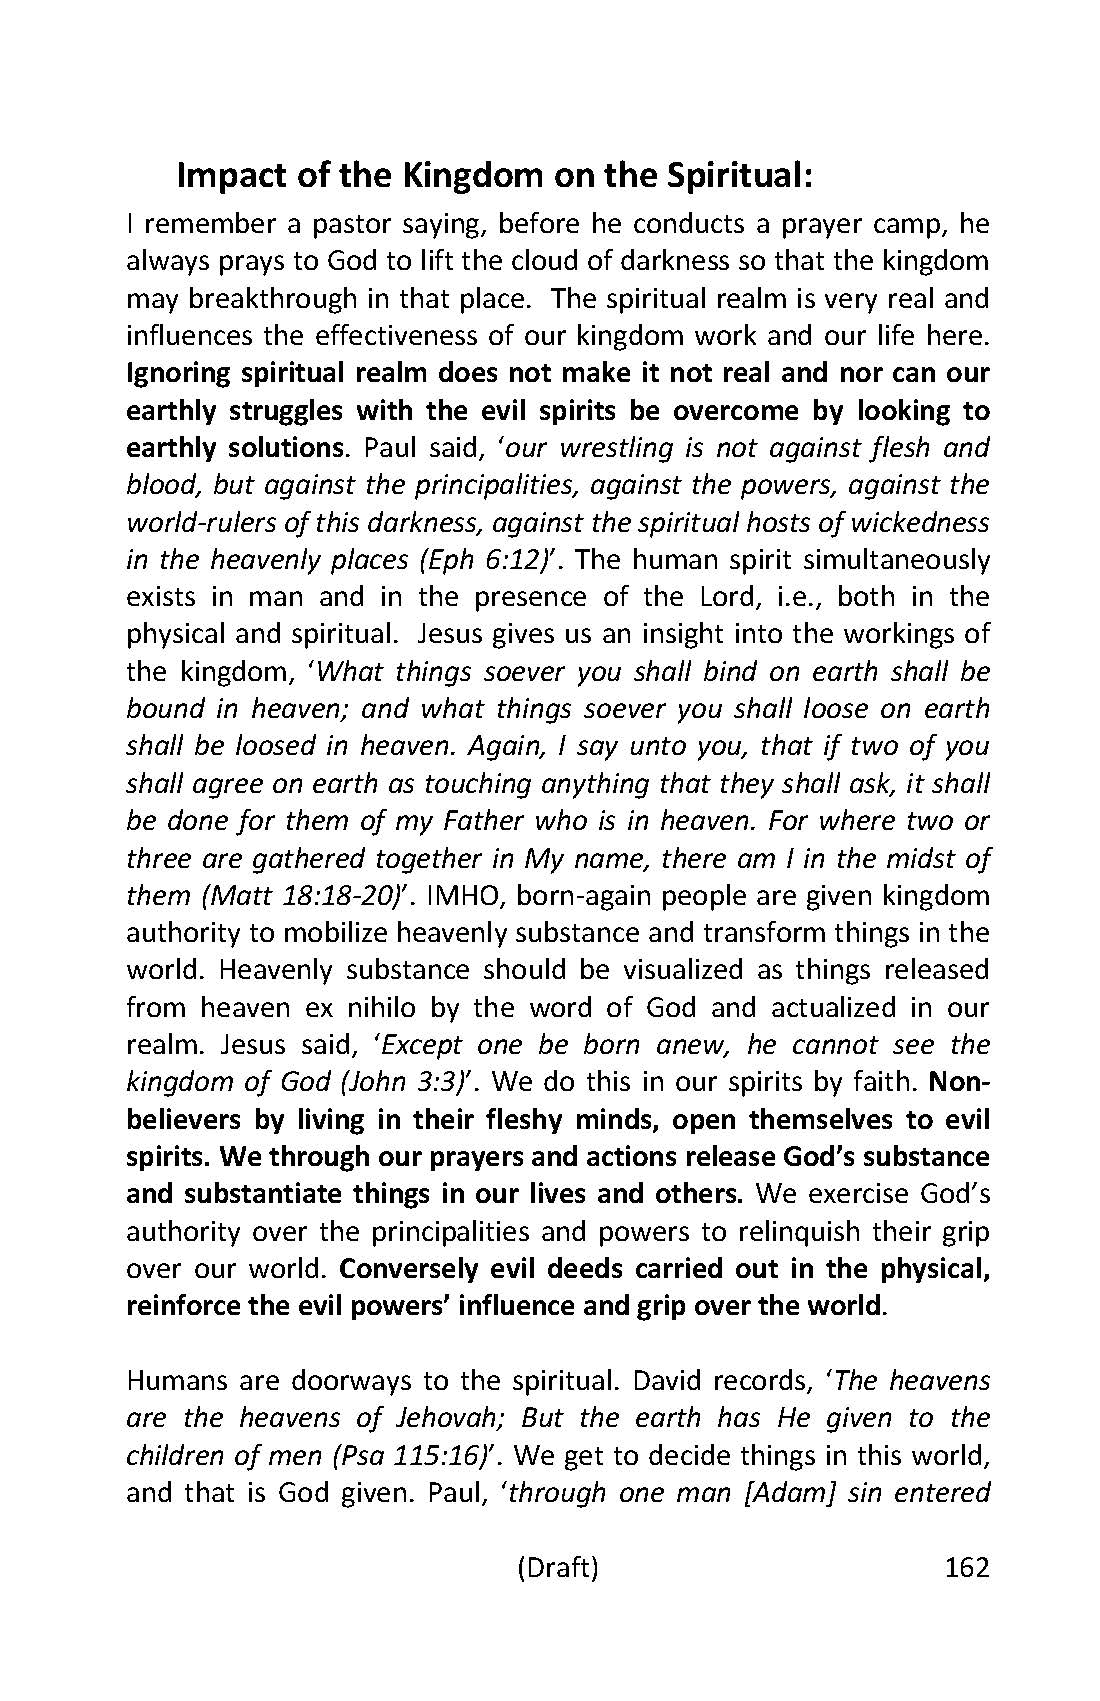 Impact of the Kingdom on the Spiritual:
I remember a pastor saying, before he conducts a prayer camp, he
always prays to God to lift the cloud of darkness so that the kingdom
may breakthrough in that place.  The spiritual realm is very real and
influences the effectiveness of our kingdom work and our life here.
Ignoring spiritual realm does not make it not real and nor can our
earthly struggles with the evil spirits be overcome by looking to
earthly solutions. Paul said, ‘our wrestling is not against flesh and
blood, but against the principalities, against the powers, against the
world-rulers of this darkness, against the spiritual hosts of wickedness
in the heavenly places (Eph 6:12)’. The human spirit simultaneously
exists in man and in the presence of the Lord, i.e., both in the
physical and spiritual.  Jesus gives us an insight into the workings of
the kingdom, ‘What things soever you shall bind on earth shall be
bound in heaven; and what things soever you shall loose on earth
shall be loosed in heaven. Again, I say unto you, that if two of you
shall agree on earth as touching anything that they shall ask, it shall
be done for them of my Father who is in heaven. For where two or
three are gathered together in My name, there am I in the midst of
them (Matt 18:18-20)’. IMHO, born-again people are given kingdom
authority to mobilize heavenly substance and transform things in the
world. Heavenly substance should be visualized as things released
from heaven ex nihilo by the word of God and actualized in our
realm. Jesus said, ‘Except one be born anew, he cannot see the
kingdom of God (John 3:3)’. We do this in our spirits by faith. Non-
believers by living in their fleshy minds, open themselves to evil
spirits. We through our prayers and actions release God’s substance
and substantiate things in our lives and others. We exercise God’s
authority over the principalities and powers to relinquish their grip
over our world. Conversely evil deeds carried out in the physical,
reinforce the evil powers’ influence and grip over the world.
Humans are doorways to the spiritual. David records, ‘The heavens
are the heavens of Jehovah; But the earth has He given to the
children of men (Psa 115:16)’. We get to decide things in this world,
and that is God given. Paul, ‘through one man [Adam] sin entered
(Draft) 162